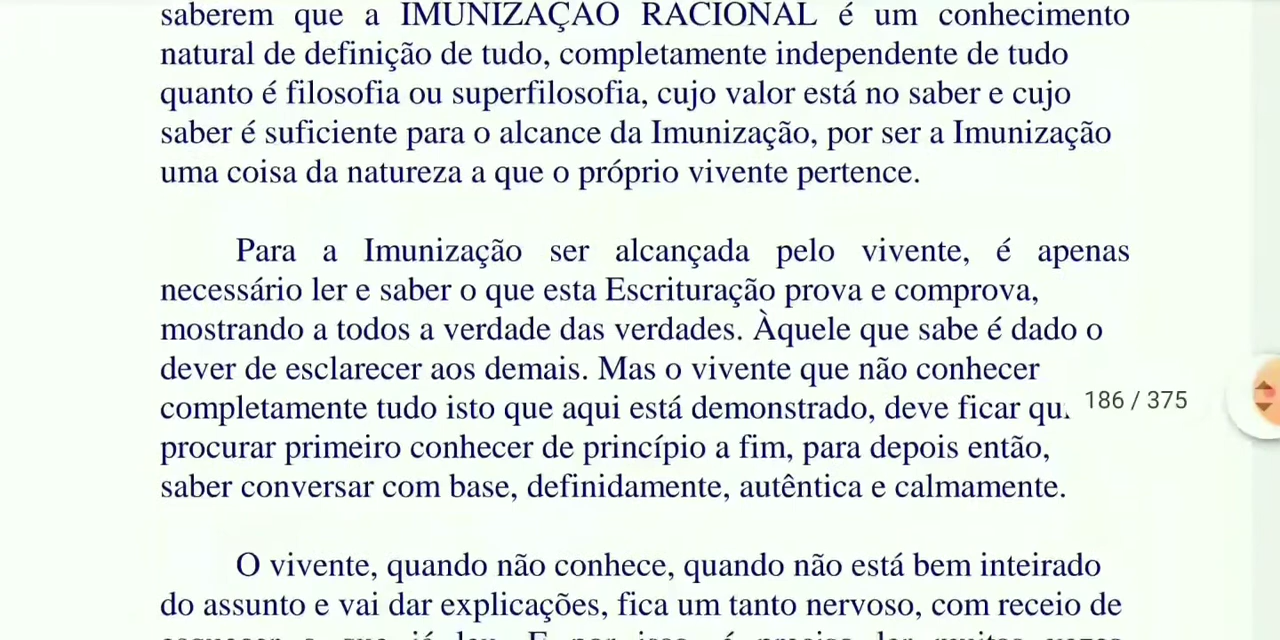 saberem que a IMUNIZAÇÃO RACIONAL é um conhecimento
natural de definição de tudo, completamente independente de tudo
quanto é filosofia ou superfilosofia, cujo valor está no saber e cujo
saber é suficiente para o alcance da Imunização, por ser a Imunização
uma coisa da natureza a que o próprio vivente pertence.
Para a Imunização ser alcançada pelo vivente, é apenas
necessário ler e saber o que esta Escrituração prova e comprova,
mostrando a todos a verdade das verdades. Àquele que sabe é dado o
dever de esclarecer aos demais. Mas o vivente que não conhecer
completamente tudo isto que aqui está demonstrado, deve ficar
186 / 375
procurar primeiro conhecer de princípio a fim, para depois então,
saber conversar com base, definidamente, autêntica e calmamente.
O vivente, quando não conhece, quando não está bem inteirado
do assunto e vai dar explicações, fica um tanto nervoso, com receio de